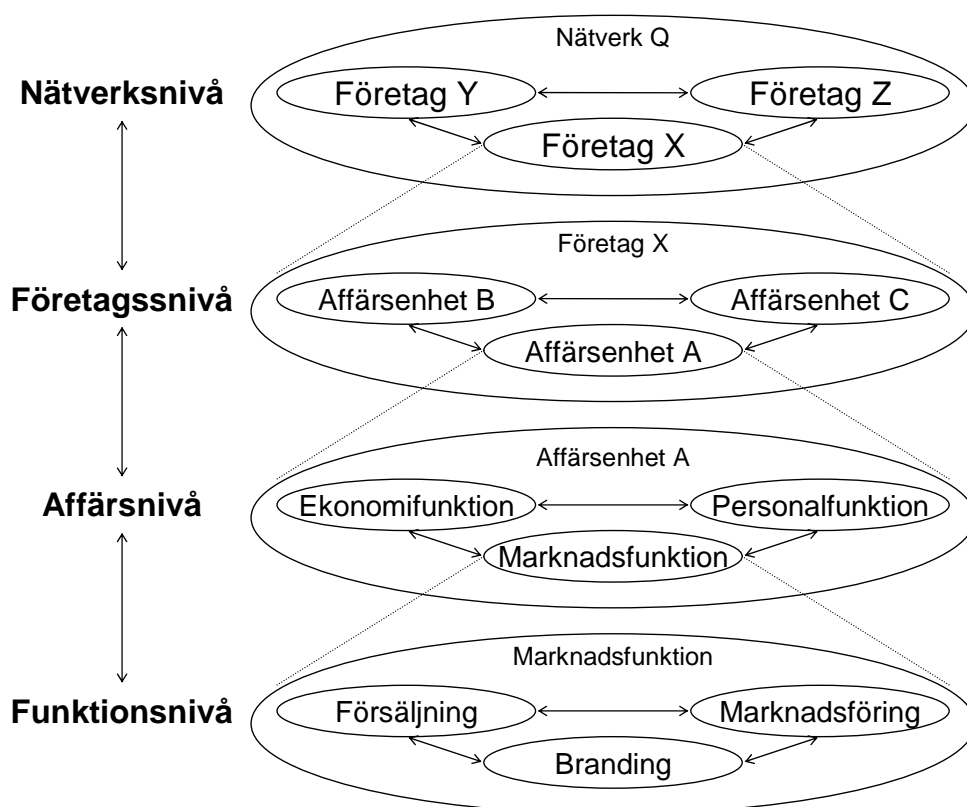 Nätverk Q
Nätverksnivå
Företag Y
Företag Z
Företag X
Företag X
Företagssnivå
Affärsenhet B
Affärsenhet C
Affärsenhet A
Affärsenhet A
Affärsnivå
Ekonomifunktion
Personalfunktion
Marknadsfunktion
Marknadsfunktion
Funktionsnivå
Försäljning
Marknadsföring
Branding